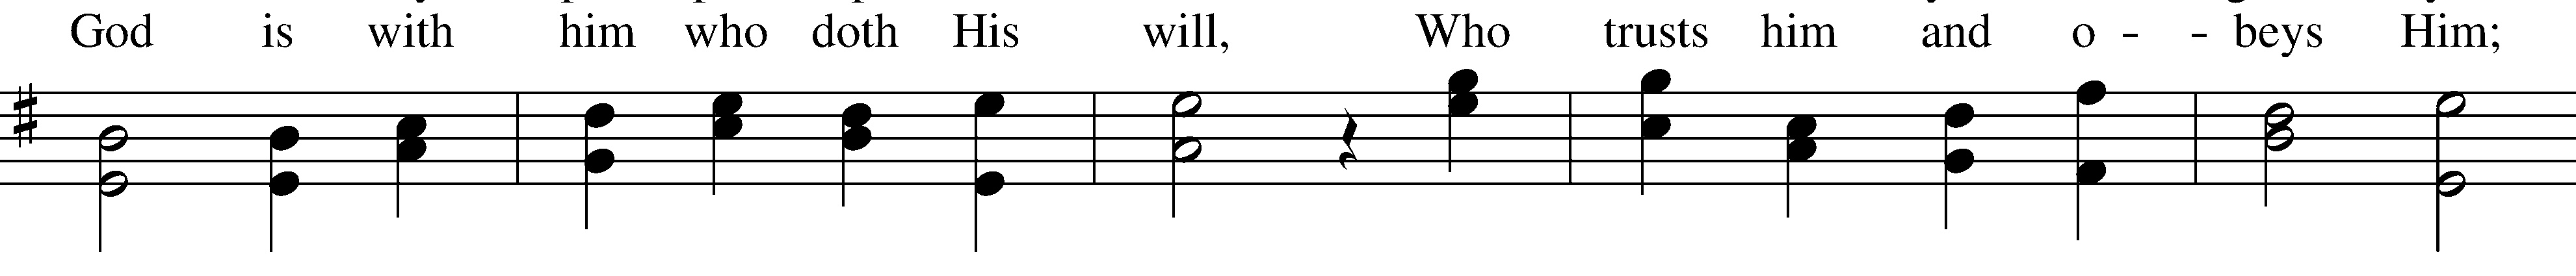 God is with him who doth His will, Who trusts him and o - - beys Him;